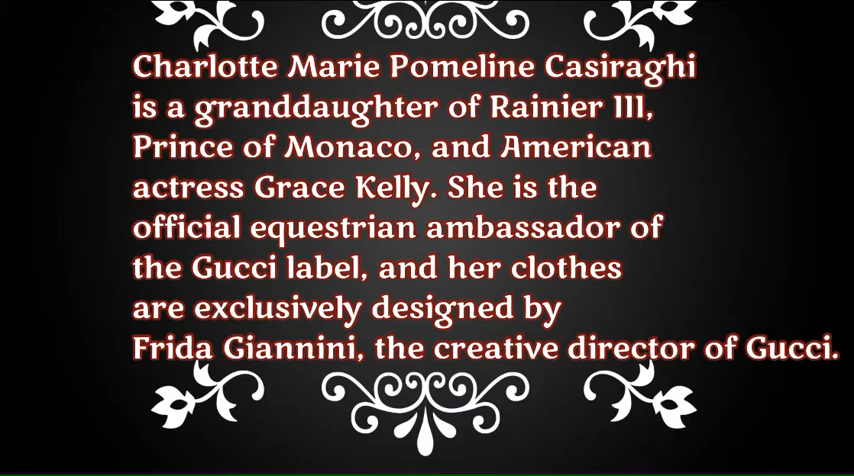 Charlotte Marie Pomeline Casiraghi
is a granddaughter of Rainier III,
Prince of Monaco, and American
actress Grace Kelly. She is the
official equestrian ambassador of
the Gucci label, and her clothes
are exclusively designed by
Frida Giannini, the creative director of Gucci.